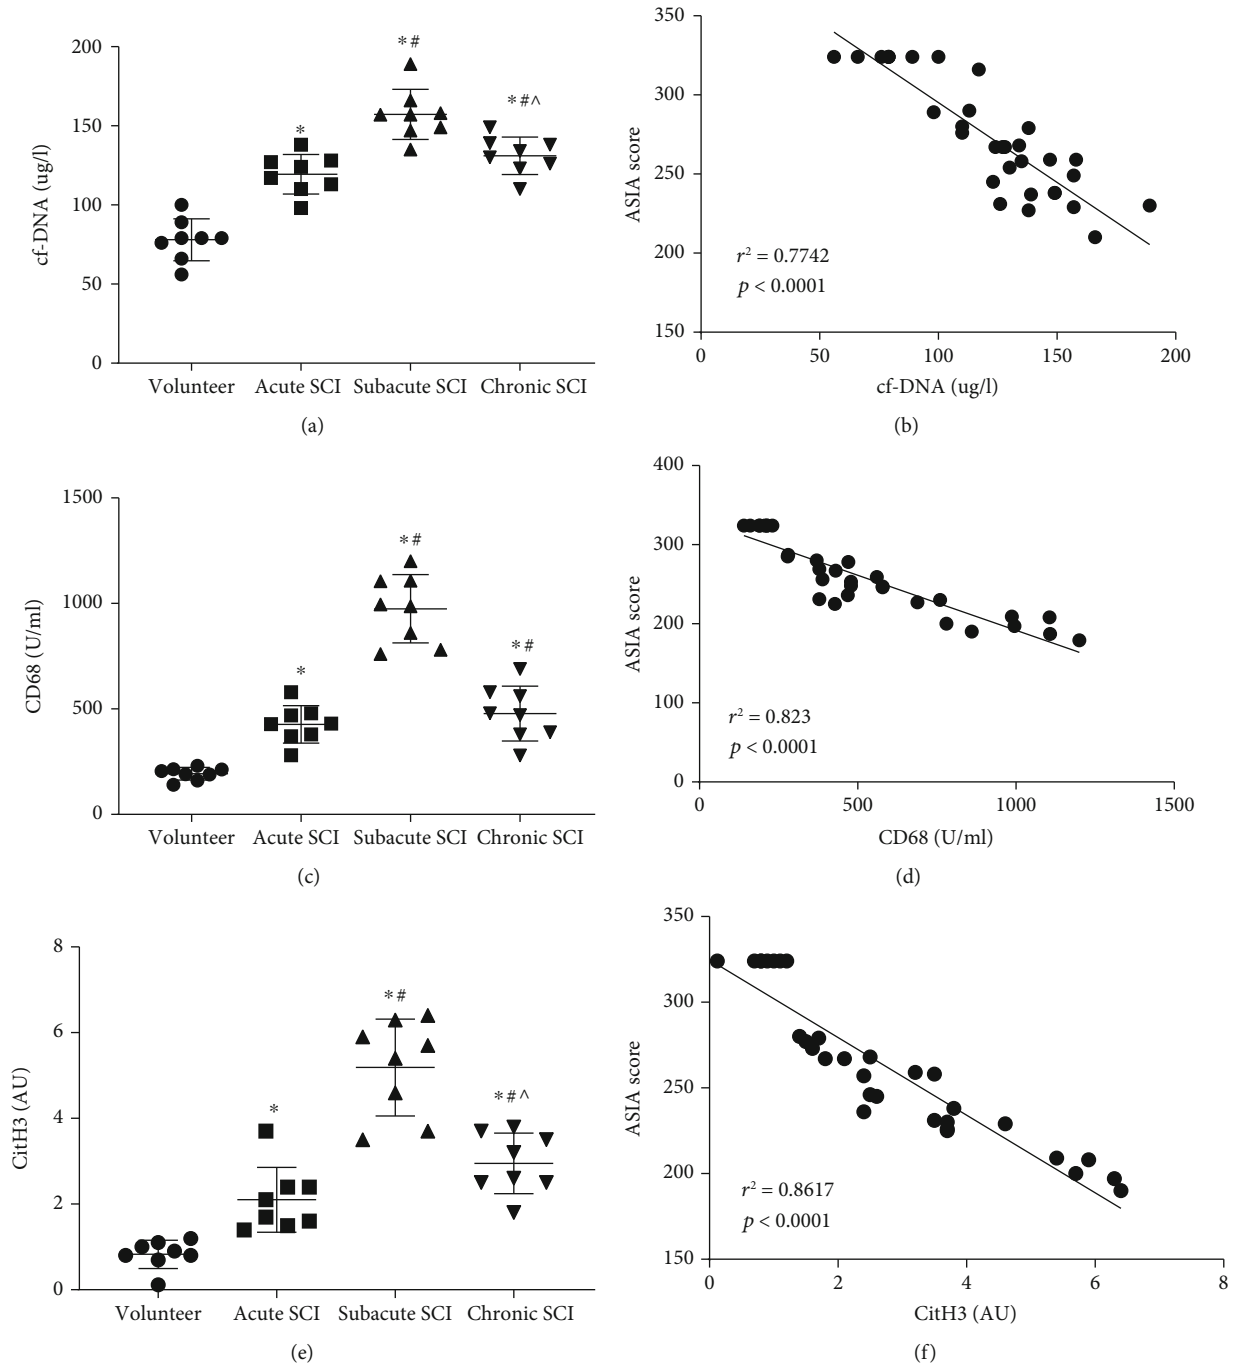 200
150
100
50
0
cf-DNA (ug/l)
*
*#
*#^
Volunteer Acute SCI Subacute SCI Chronic SCI
(a)
350
300
250
200
150
ASIA score
r² = 0.7742
p < 0.0001
0 50 100 150 200
cf-DNA (ug/l)
(b)
1500
1000
500
0
CD68 (U/ml)
*
*#
*#
Volunteer Acute SCI Subacute SCI Chronic SCI
(c)
400
300
200
100
0
ASIA score
r² = 0.823
p < 0.0001
0 500 1000 1500
CD68 (U/ml)
(d)
8
6
4
2
0
CitH3 (AU)
*
*#
*#^
Volunteer Acute SCI Subacute SCI Chronic SCI
(e)
350
300
250
200
150
ASIA score
r² = 0.8617
p < 0.0001
0 2 4 6 8
CitH3 (AU)
(f)